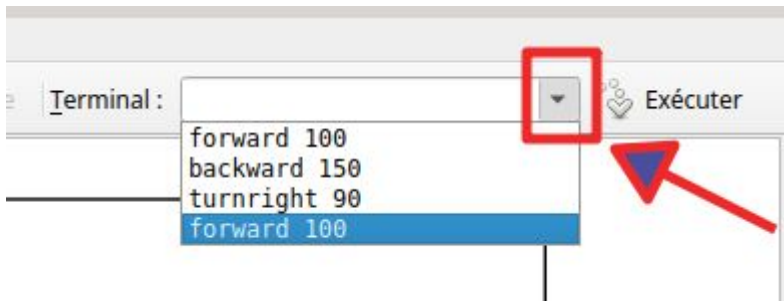 Terminal :
Exécuter
forward 100
backward 150
turnright 90
forward 100